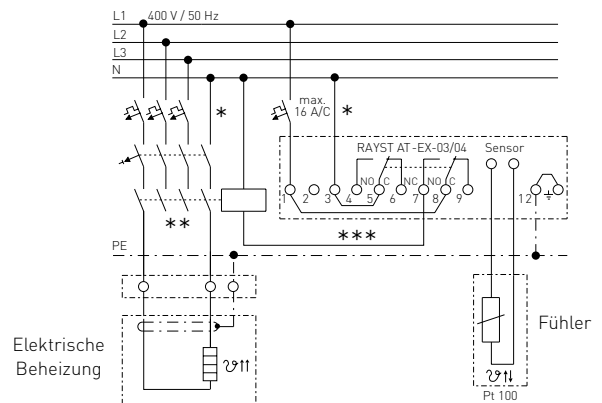 L1 400 V / 50 Hz
L2
L3
N
* max. 16 A/C *
RAYST AT-EX-03/04 Sensor
NO C NC NO C
1 2 3 4 5 6 7 8 9 12
**
***
PE
Elektrische
Beheizung
ϑ↑↑
Fühler
ϑ↑↓
Pt 100